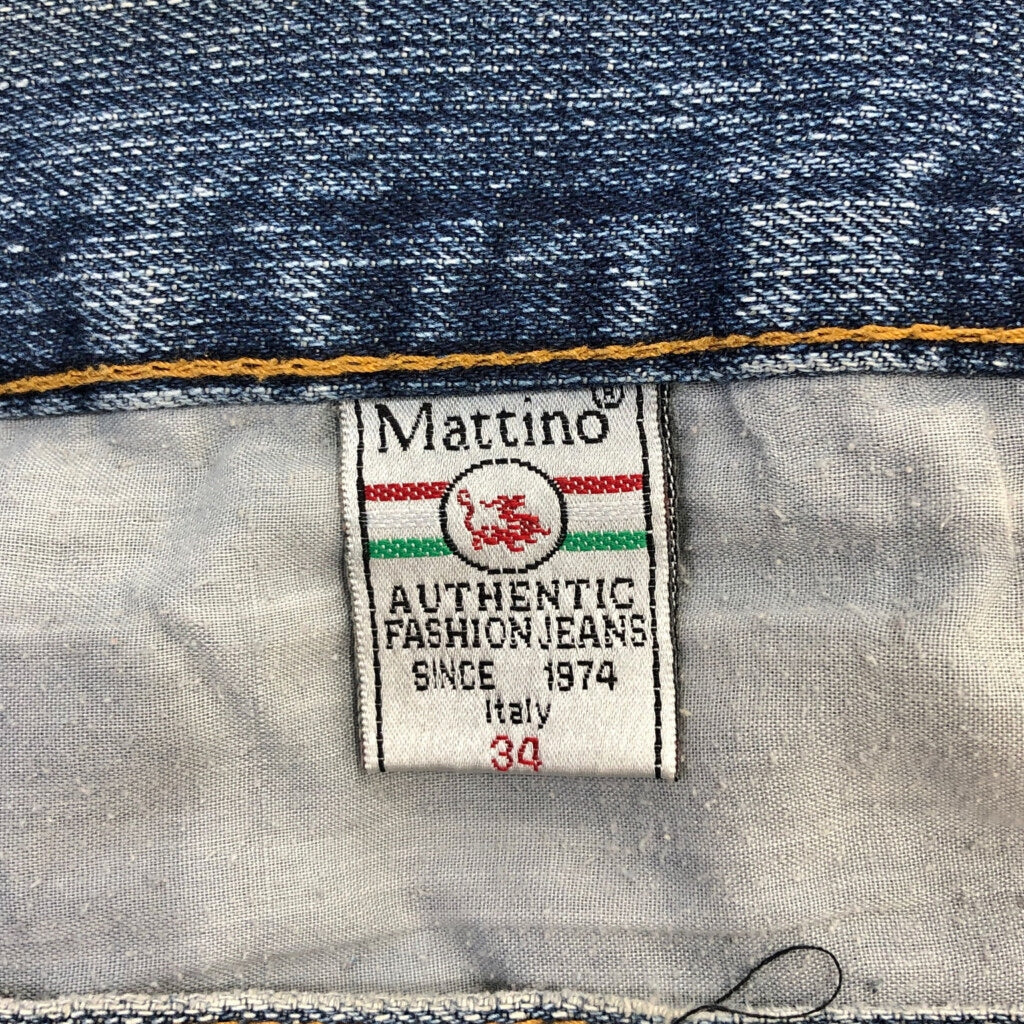 Mattino®
AUTHENTIC
FASHION JEANS
SINCE 1974
Italy
34